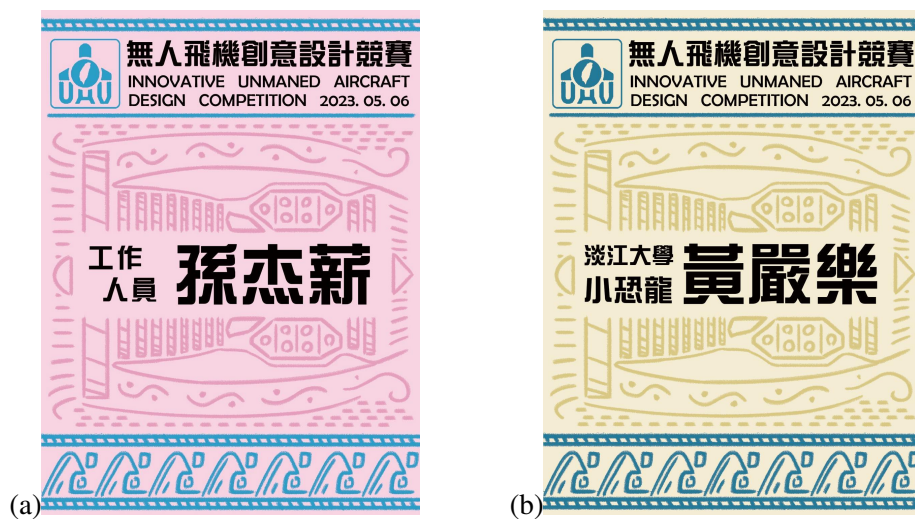 無人飛機創意設計競賽
INNOVATIVE UNMANED AIRCRAFT
DESIGN COMPETITION 2023. 05. 06
UAV
工作
人員
孫杰薪
(a)
無人飛機創意設計競賽
INNOVATIVE UNMANED AIRCRAFT
DESIGN COMPETITION 2023. 05. 06
UAV
淡江大學
小恐龍
黃嚴樂
(b)